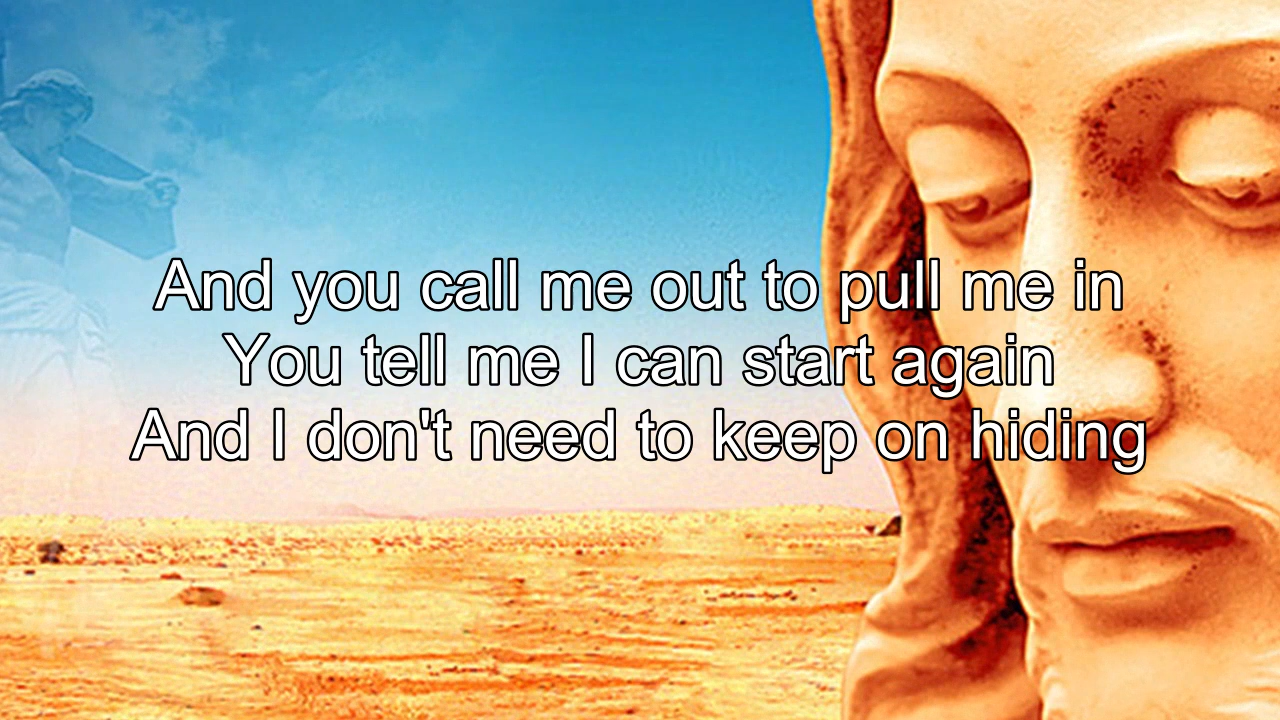 And you call me out to pull me in
You tell me I can start again
And I don't need to keep on hiding